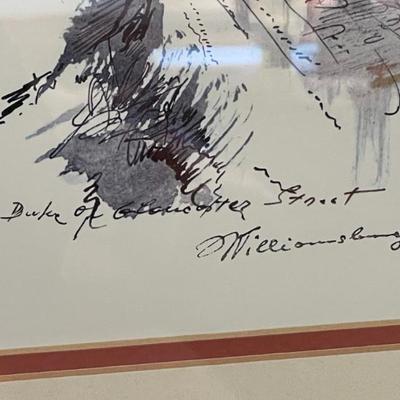 Duke of Gloucester Street
Williamsburg